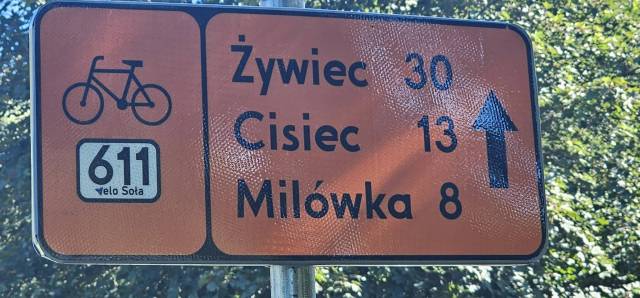 611
Velo Soła
Żywiec 30
Cisiec 13
Milówka 8